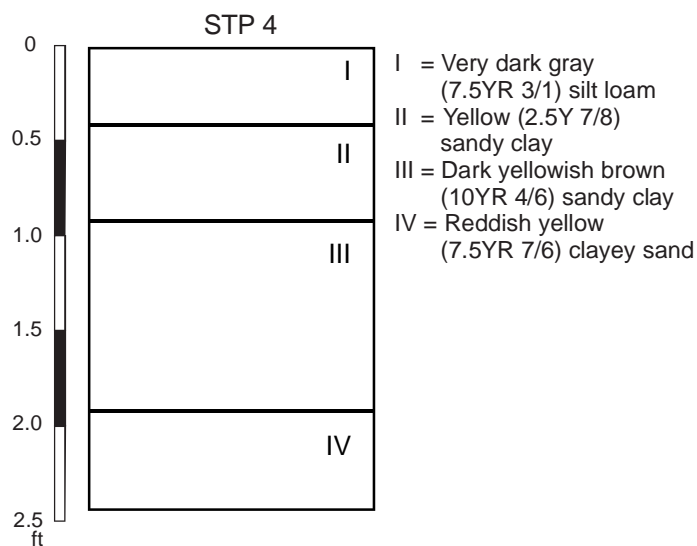 STP 4
0
0.5
1.0
1.5
2.0
2.5
ft
I
II
III
IV
I = Very dark gray
(7.5YR 3/1) silt loam
II = Yellow (2.5Y 7/8)
sandy clay
III = Dark yellowish brown
(10YR 4/6) sandy clay
IV = Reddish yellow
(7.5YR 7/6) clayey sand